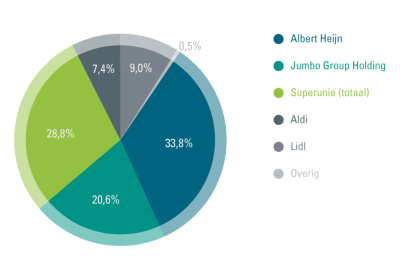 0,5%
7,4%
9,0%
28,8%
33,8%
20,6%
Albert Heijn
Jumbo Group Holding
Superunie (totaal)
Aldi
Lidl
Overig